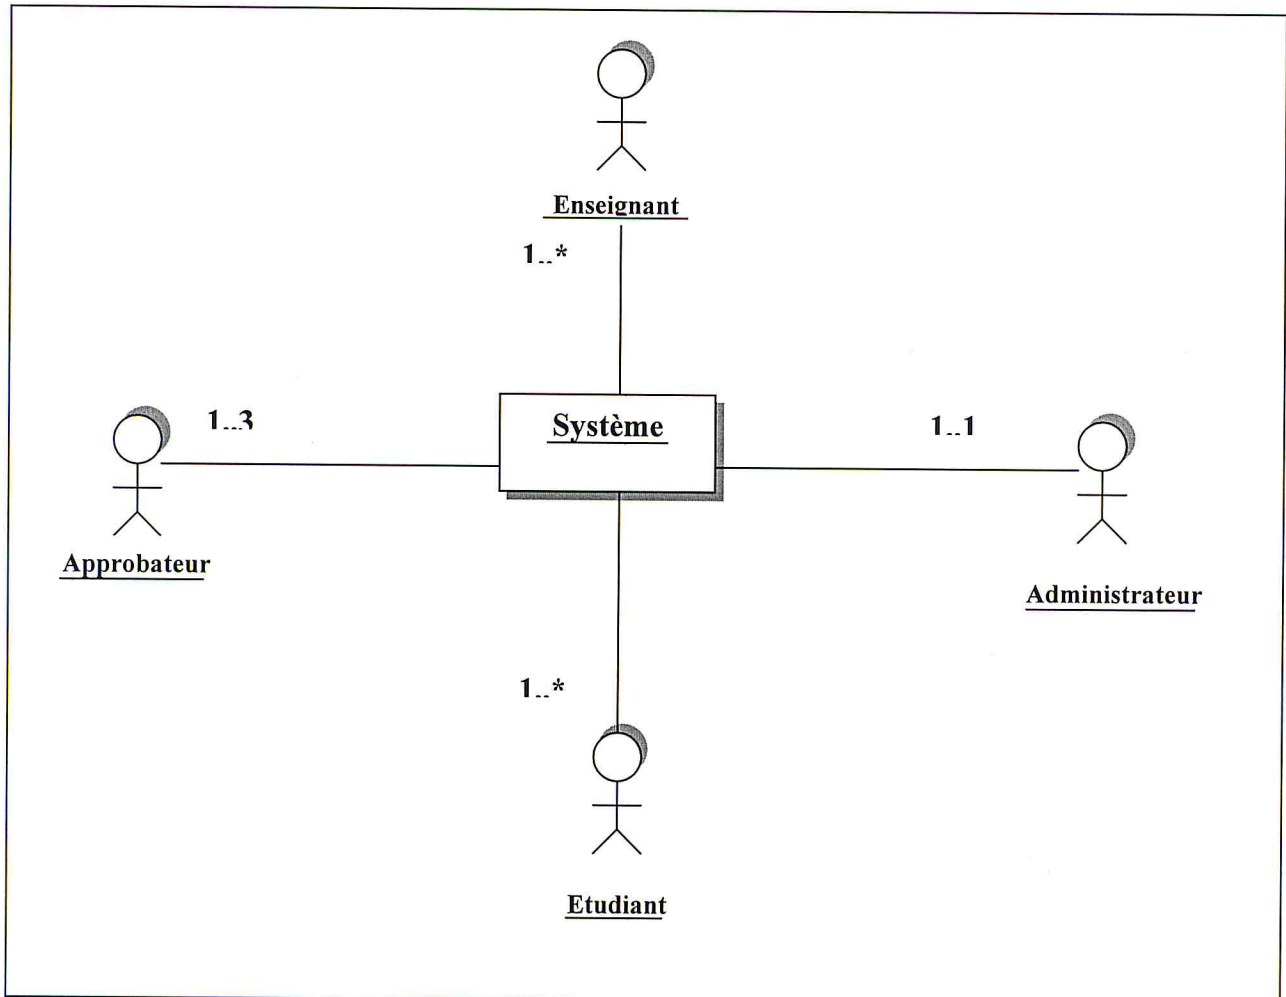 Enseignant
1..*
1..3
Système
1..1
Approbateur
Administrateur
1..*
Etudiant